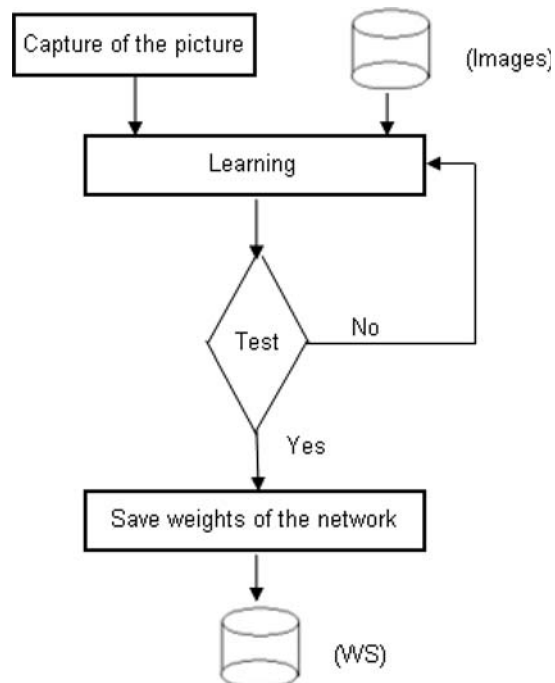 Capture of the picture
(Images)
Learning
Test
No
Yes
Save weights of the network
(WS)